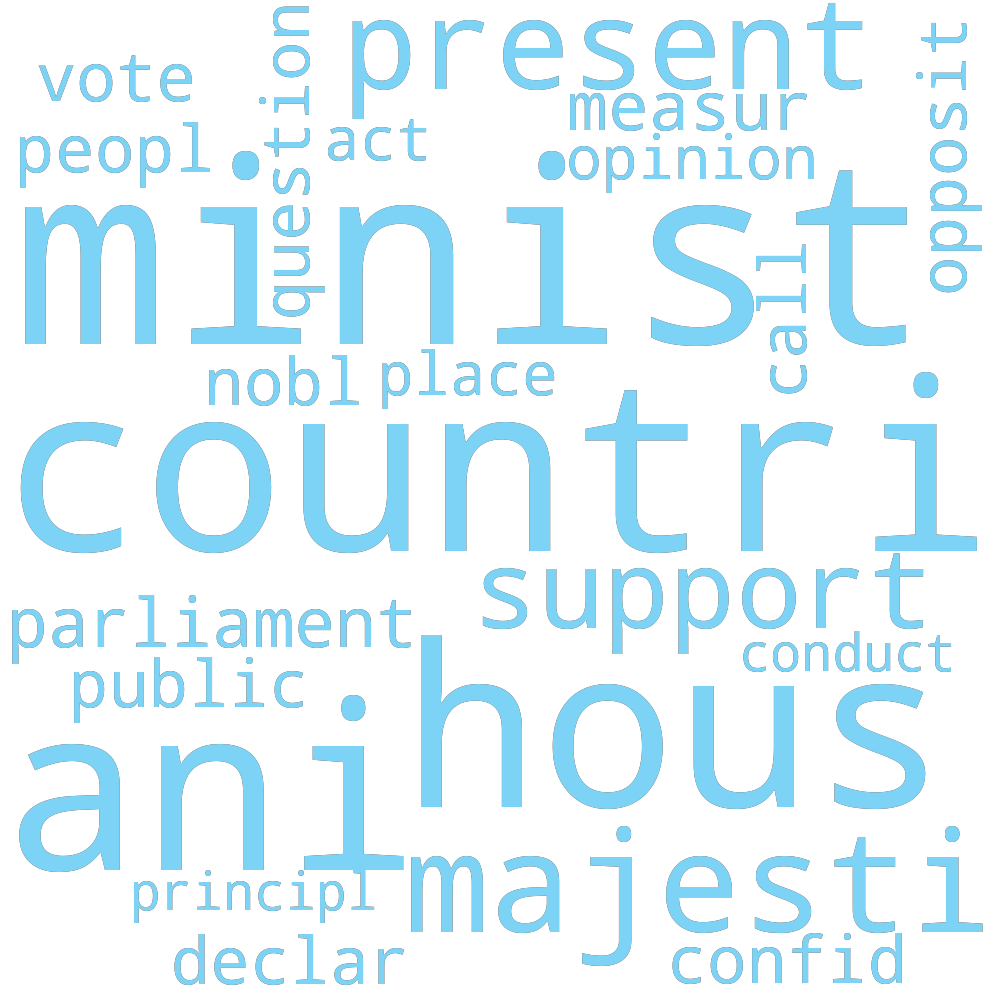 present
question
opposit
vote
measur
act
peopl
opinion
minist
call
nobl
place
countri
support
parliament
conduct
public
hous
ani
majesti
principl
declar
confid